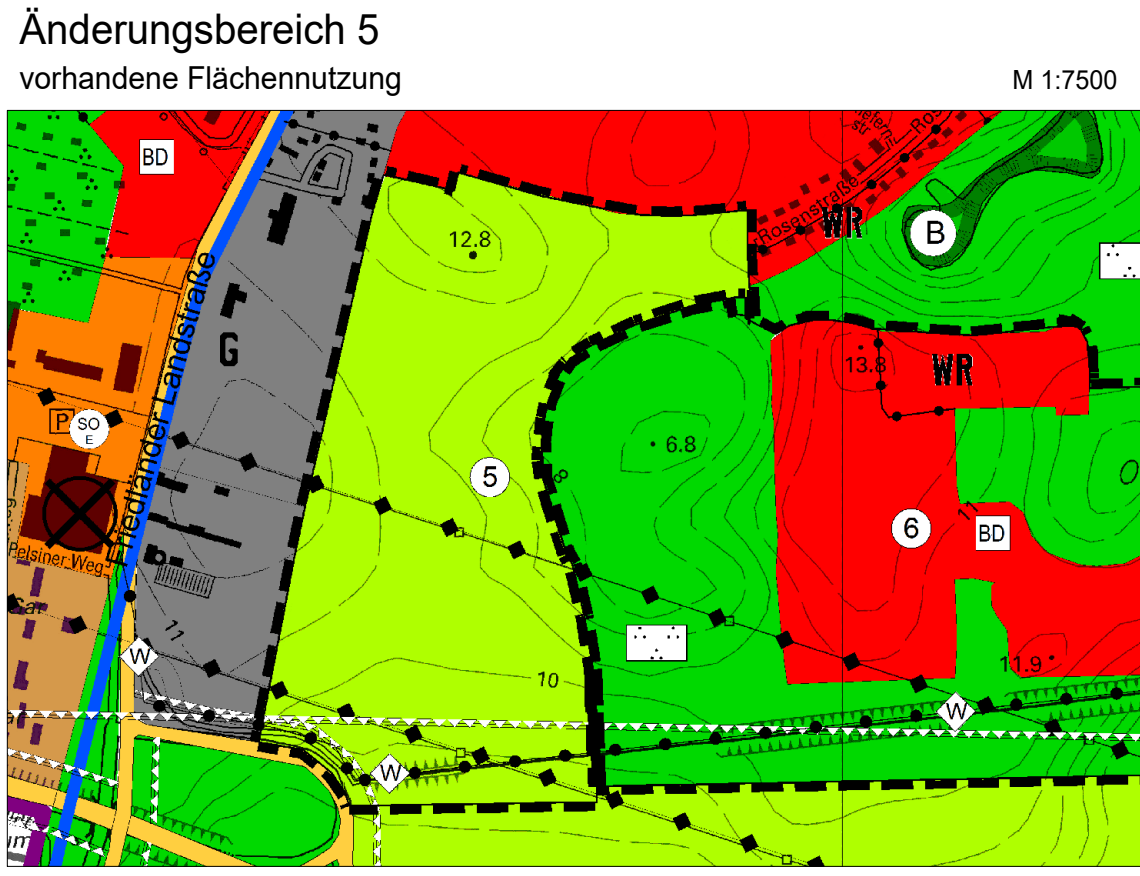 Änderungsbereich 5
vorhandene Flächennutzung
M 1:7500
BD
Rosenstraße
WR
B
12.8
Friedländer Landstraße
G
13.8
WR
P
SO
E
6.8
5
8
6
11
BD
Pelsiner Weg
11
W
10
11.9
W
W